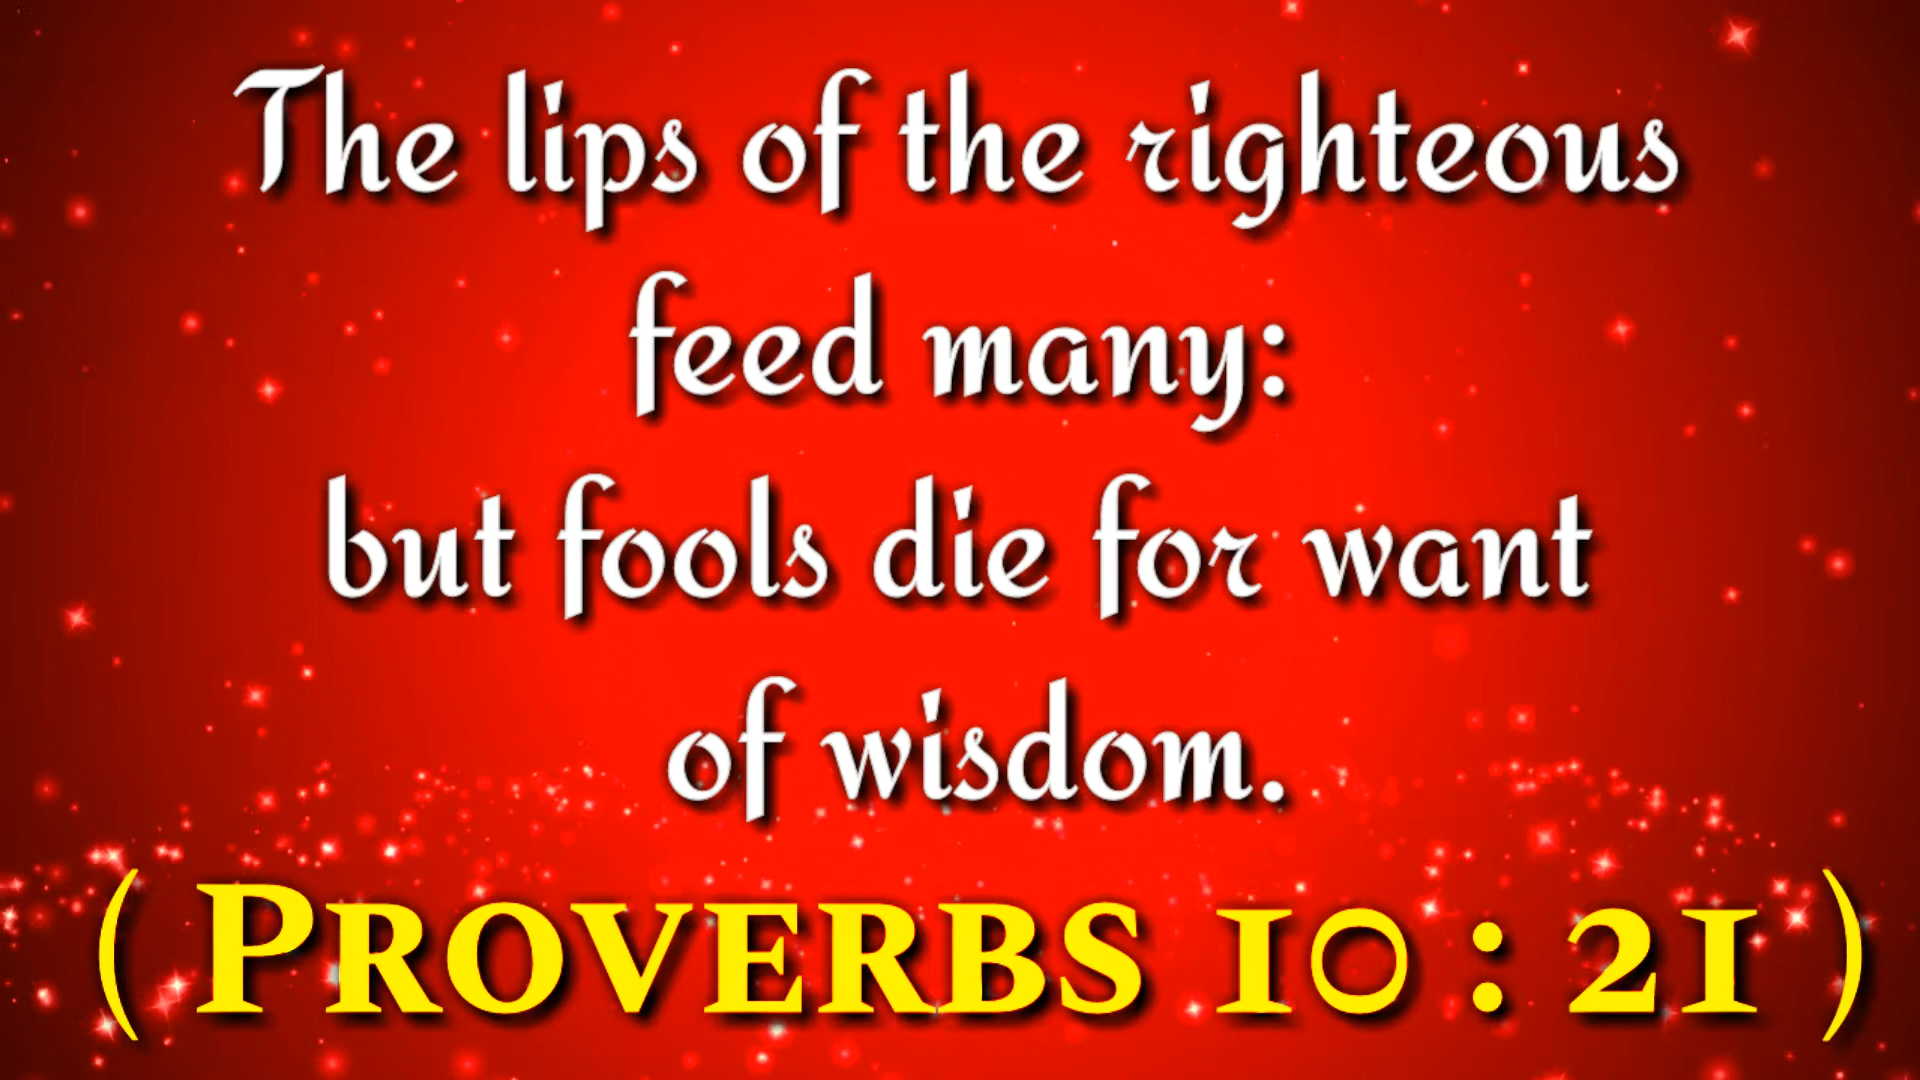 The lips of the righteous
feed many:
but fools die for want
of wisdom.
( PROVERBS 10 : 21 )